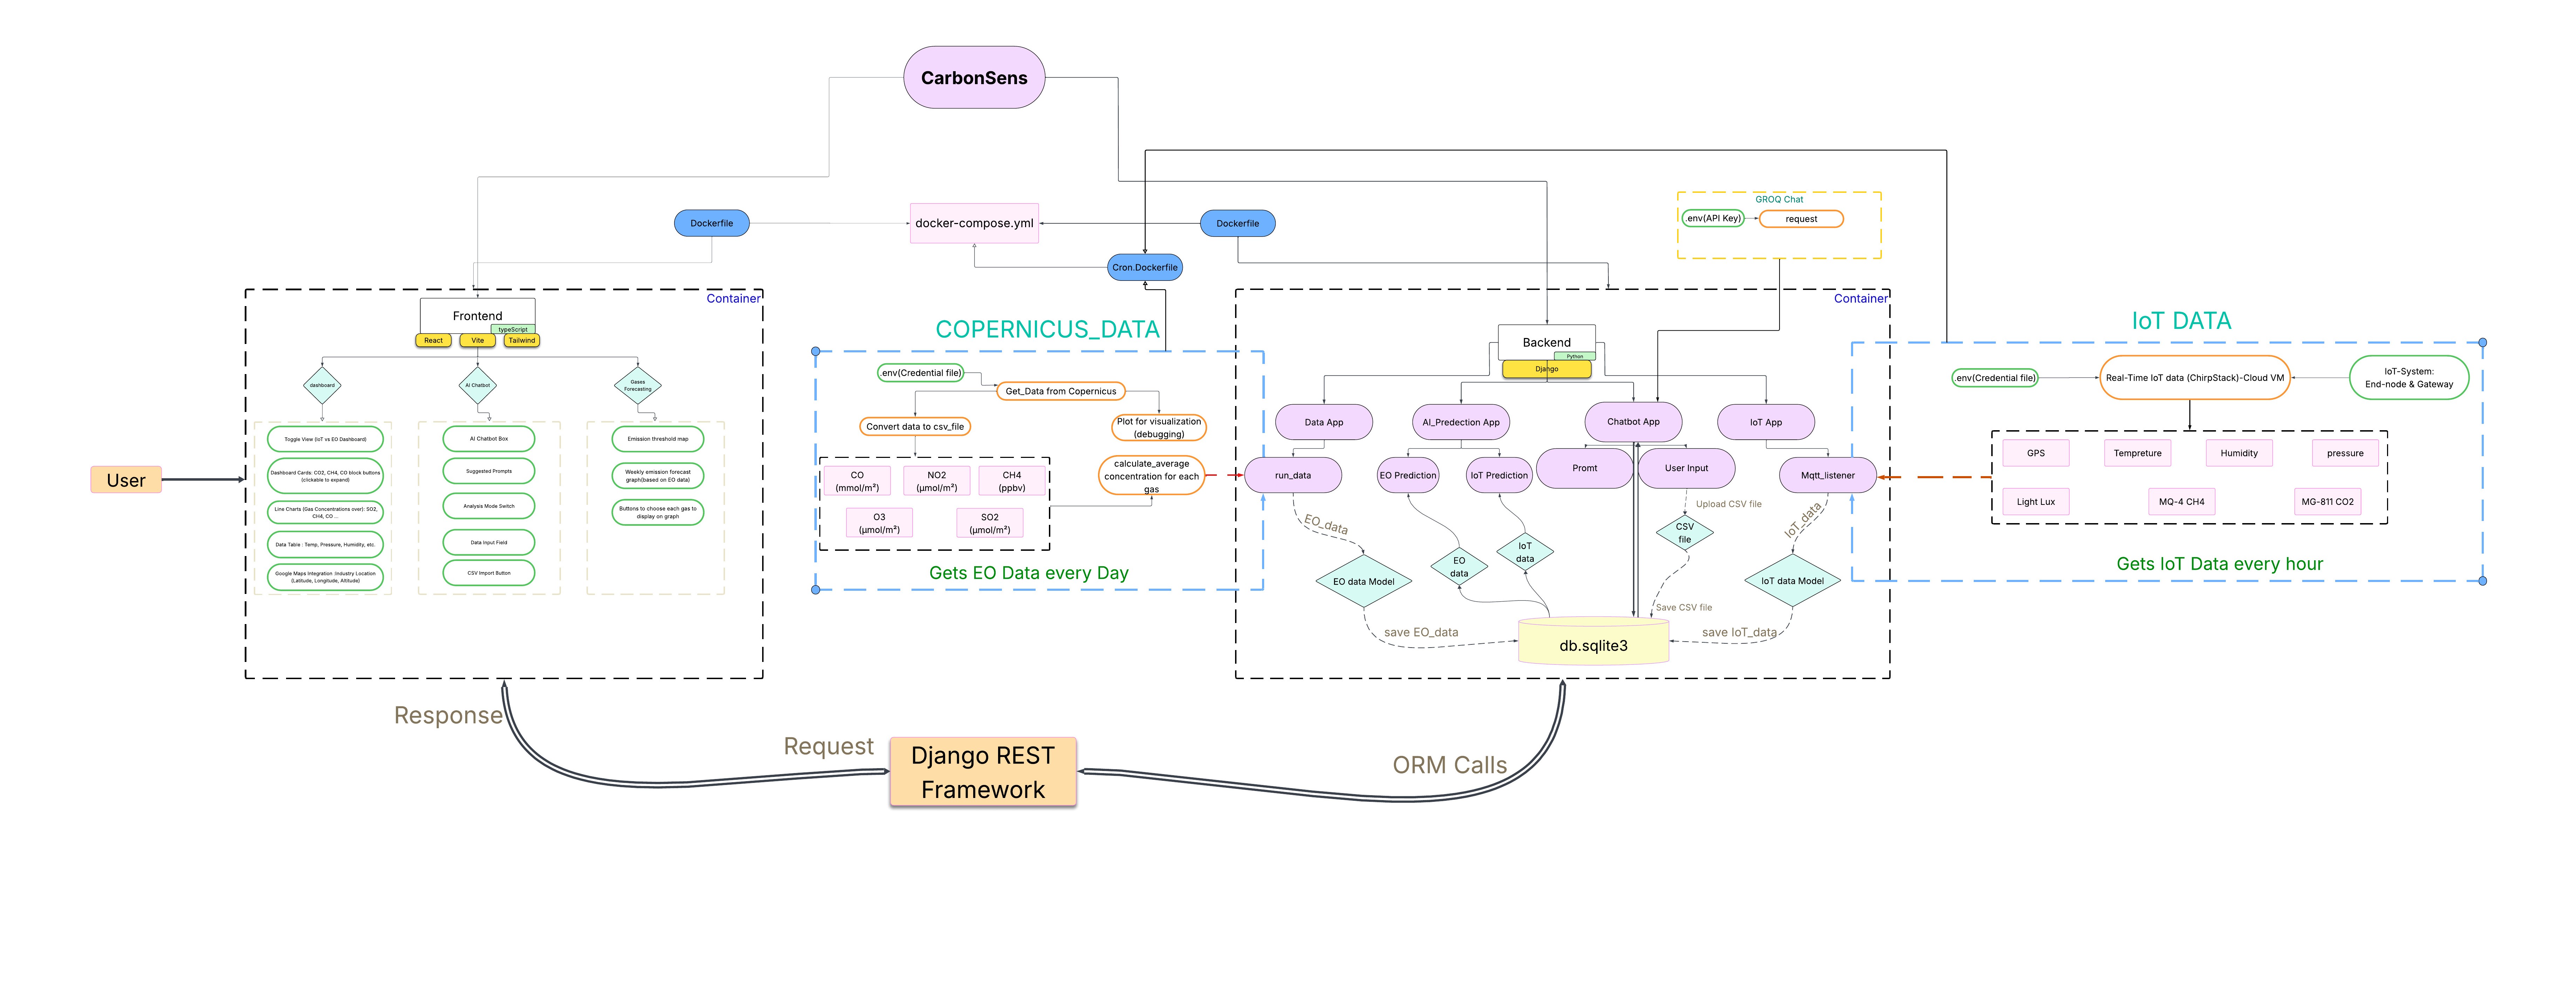 CarbonSens
Dockerfile
docker-compose.yml
Dockerfile
Cron.Dockerfile
GROQ Chat
.env(API Key)
request
User
Container
Frontend
typeScript
React
Vite
Tailwind
dashboard
AI Chatbot
Gases
Forecasting
Toggle View (IoT vs EO Dashboard)
Dashboard Cards: CO2, CH4, CO block buttons
(clickable to expand)
Line Charts (Gas Concentrations over): SO2,
CH4, CO ...
Data Table : Temp, Pressure, Humidity, etc.
Google Maps Integration :Industry Location
(Latitude, Longitude, Altitude)
AI Chatbot Box
Suggested Prompts
Analysis Mode Switch
Data Input Field
CSV Import Button
Emission threshold map
Weekly emission forecast
graph(based on EO data)
Buttons to choose each gas to
display on graph
COPERNICUS_DATA
.env(Credential file)
Get_Data from Copernicus
Convert data to csv_file
Plot for visualization
(debugging)
CO
(mmol/m²)
NO2
(μmol/m²)
CH4
(ppbv)
O3
(μmol/m²)
SO2
(μmol/m²)
calculate_average
concentration for each
gas
Gets EO Data every Day
Container
Backend
Python
Django
Data App
AI_Predection App
Chatbot App
IoT App
run_data
EO Prediction
IoT Prediction
Promt
User Input
Mqtt_listener
EO_data
Upload CSV file
IoT_data
CSV
file
EO
data
IoT
data
EO data Model
IoT data Model
Save CSV file
save EO_data
save IoT_data
db.sqlite3
IoT DATA
.env(Credential file)
Real-Time IoT data (ChirpStack)-Cloud VM
IoT-System:
End-node & Gateway
GPS
Tempreture
Humidity
pressure
Light Lux
MQ-4 CH4
MG-811 CO2
Gets IoT Data every hour
Response
Request
Django REST
Framework
ORM Calls